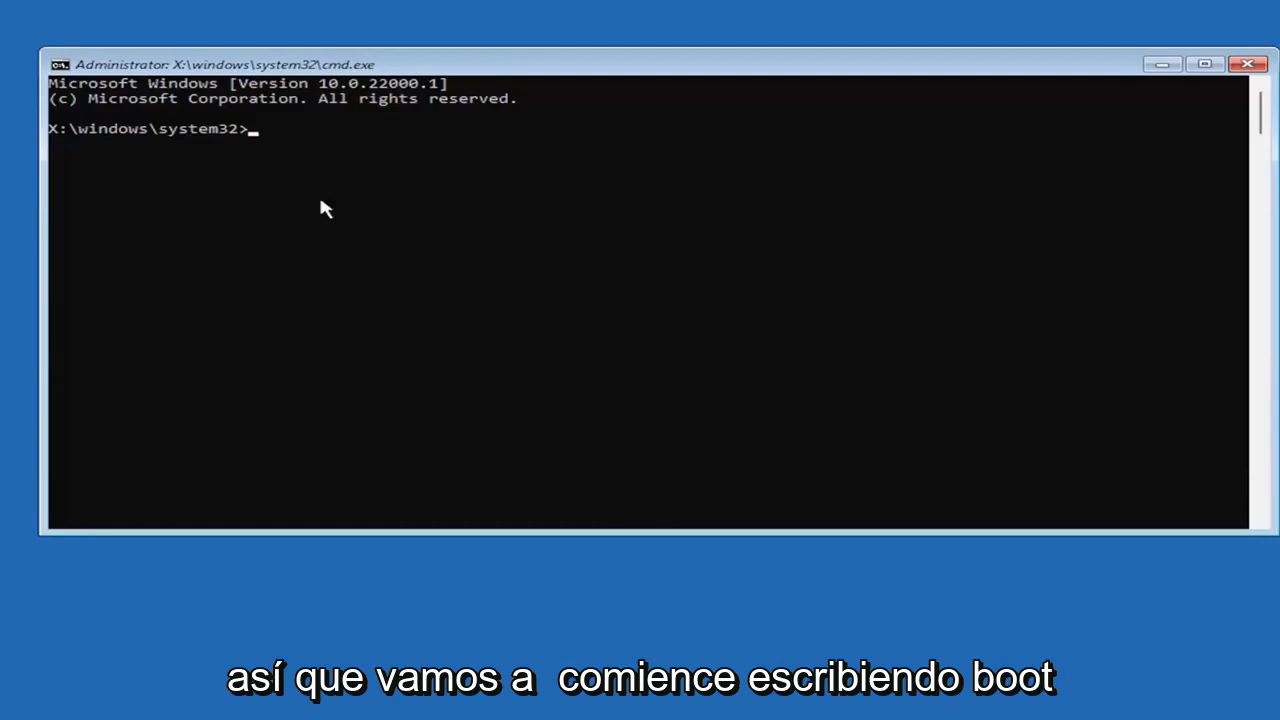 Administrator: X:\windows\system32\cmd.exe
Microsoft Windows [Version 10.0.22000.1]
(c) Microsoft Corporation. All rights reserved.
X:\windows\system32>
así que vamos a comience escribiendo boot